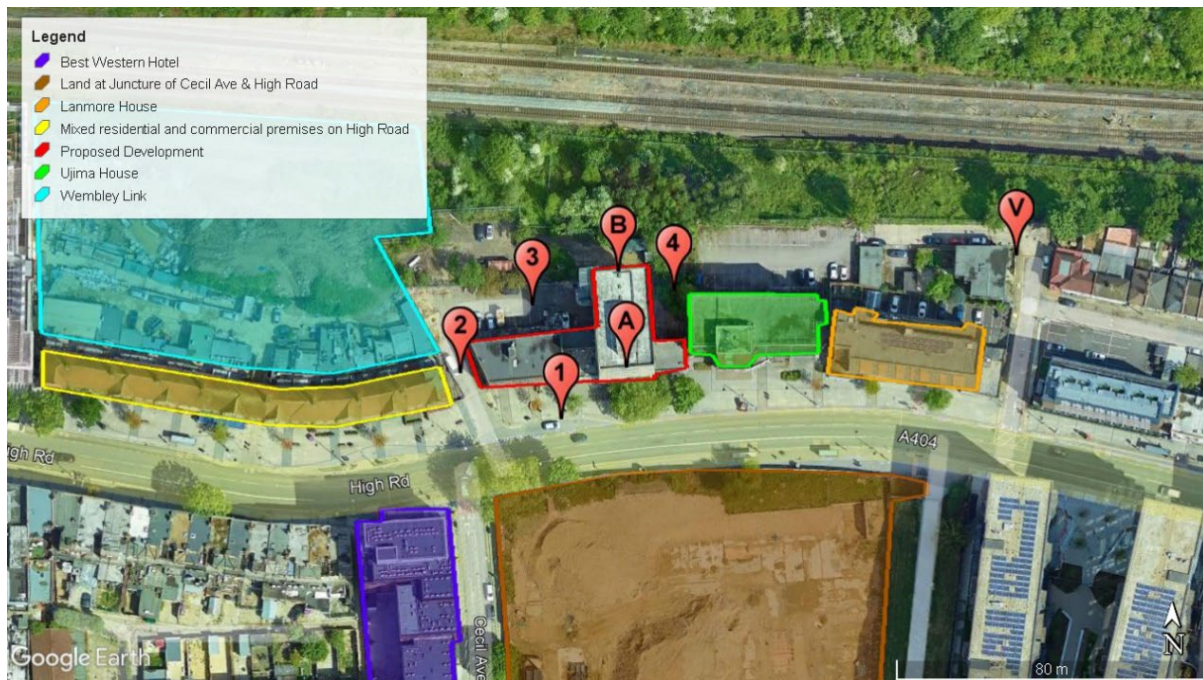 Legend
Best Western Hotel
Land at Juncture of Cecil Ave & High Road
Lanmore House
Mixed residential and commercial premises on High Road
Proposed Development
Ujima House
Wembley Link
V
B
3
4
2
A
1
A404
High Rd
High Rd
Cecil Ave
N
Google Earth
80 m